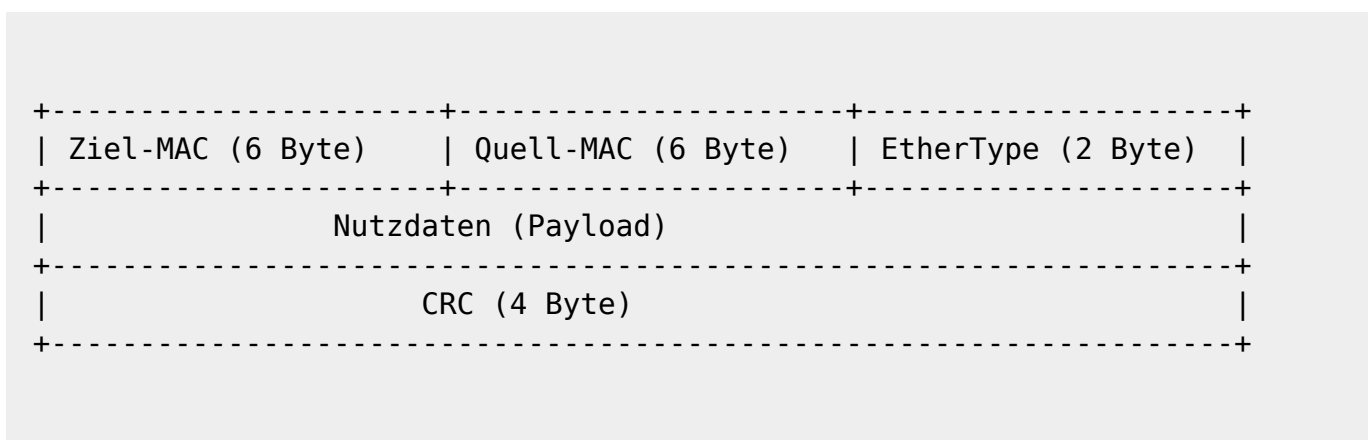 +----------------------+----------------------+---------------------+
| Ziel-MAC (6 Byte)    | Quell-MAC (6 Byte)   | EtherType (2 Byte)  |
+----------------------+----------------------+---------------------+
|                Nutzdaten (Payload)                                |
+-------------------------------------------------------------------+
|                     CRC (4 Byte)                                  |
+-------------------------------------------------------------------+